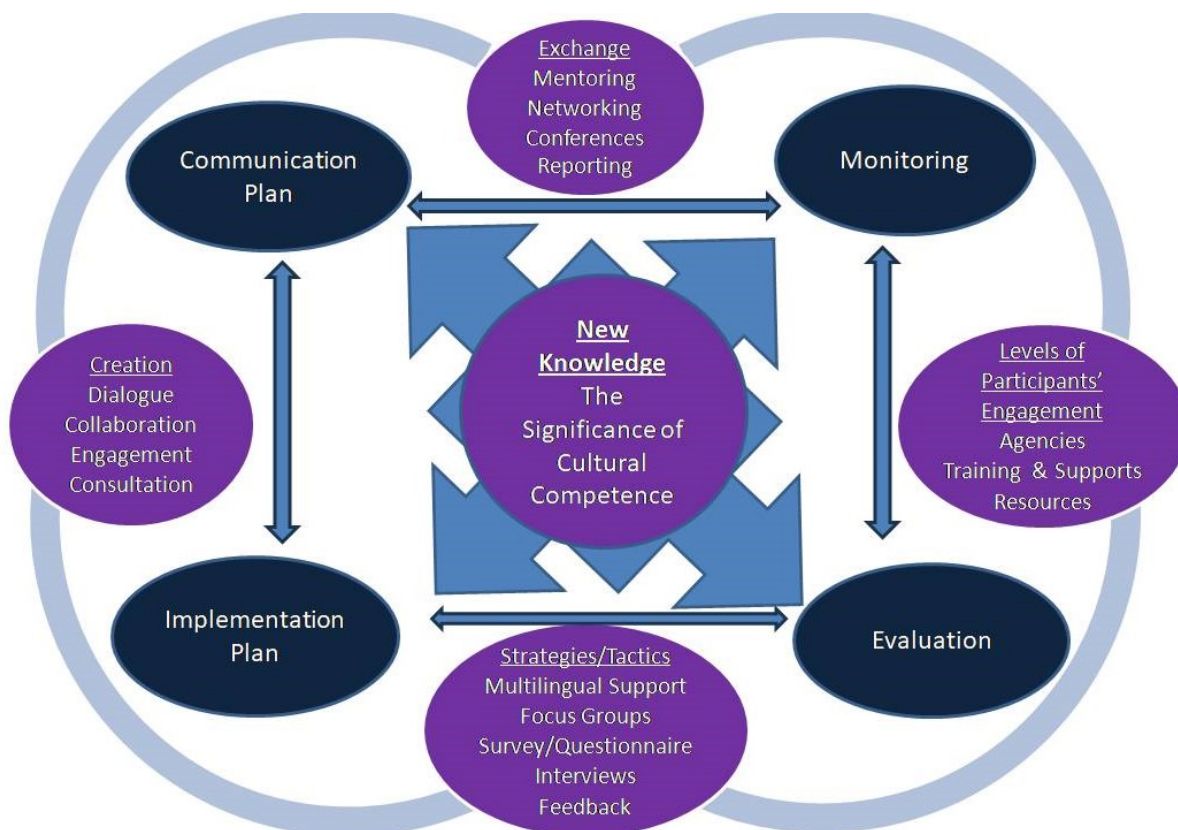 Exchange
Mentoring
Networking
Conferences
Reporting
Communication
Plan
Monitoring
Creation
Dialogue
Collaboration
Engagement
Consultation
New
Knowledge
The
Significance of
Cultural
Competence
Levels of
Participants’
Engagement
Agencies
Training & Supports
Resources
Implementation
Plan
Strategies/Tactics
Multilingual Support
Focus Groups
Survey/Questionnaire
Interviews
Feedback
Evaluation